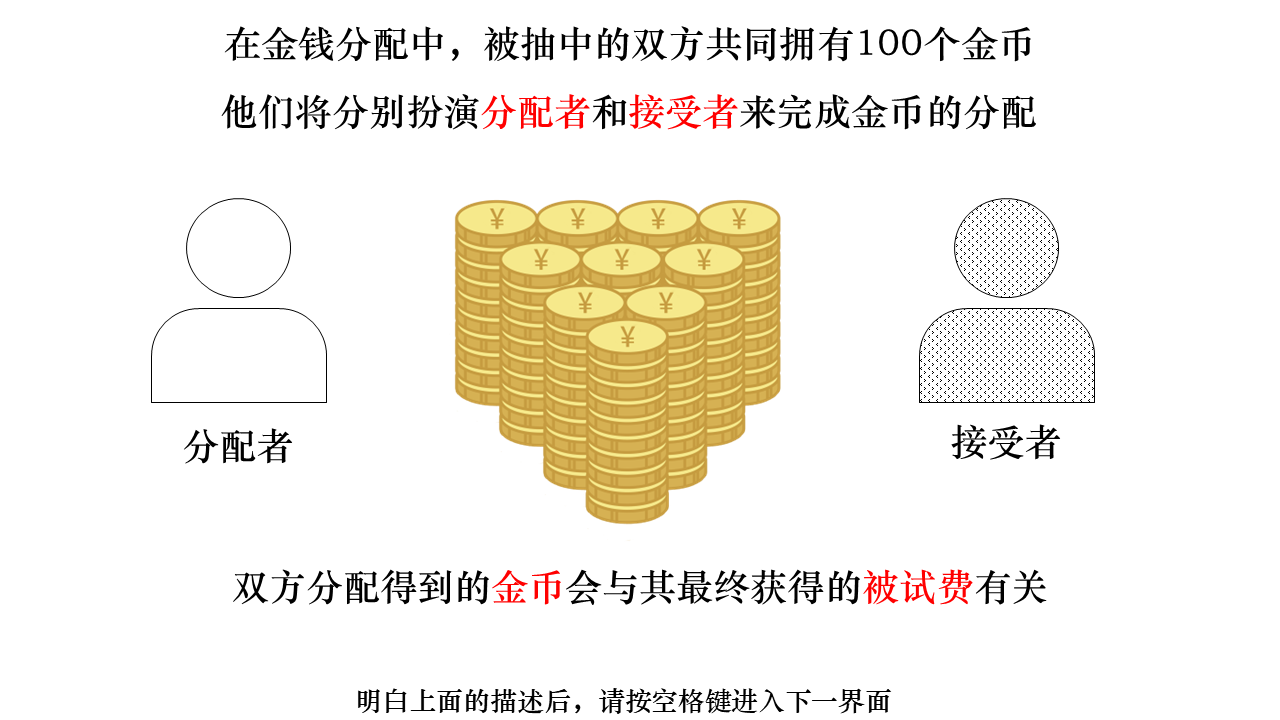 在金钱分配中，被抽中的双方共同拥有100个金币
他们将分别扮演分配者和接受者来完成金币的分配
¥ ¥ ¥ ¥
¥ ¥ ¥
¥ ¥
¥
分配者
接受者
双方分配得到的金币会与其最终获得的被试费有关
明白上面的描述后，请按空格键进入下一界面